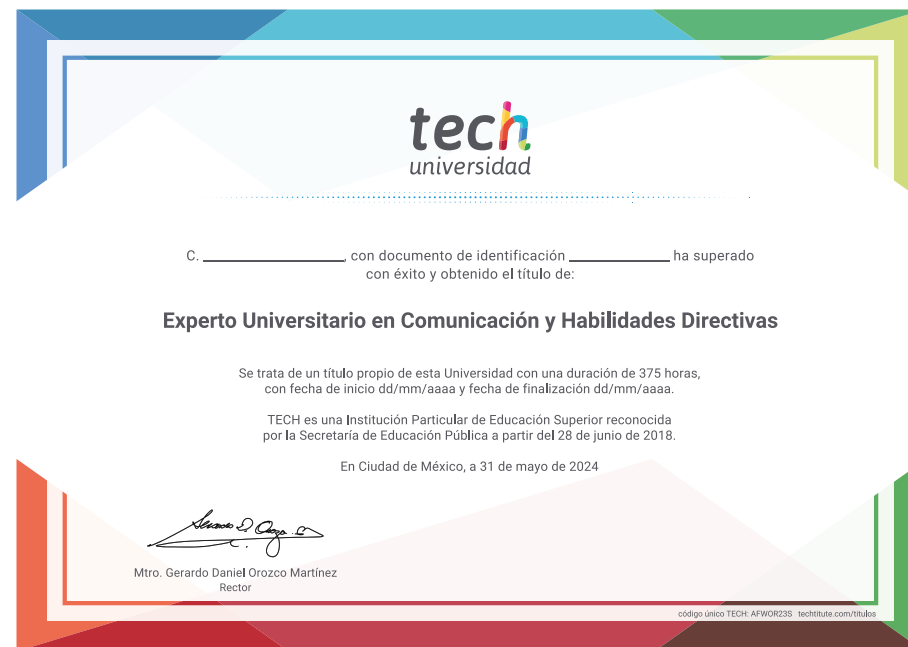 tech
universidad
C. ____________________, con documento de identificación ______________ ha superado
con éxito y obtenido el título de:
Experto Universitario en Comunicación y Habilidades Directivas
Se trata de un título propio de esta Universidad con una duración de 375 horas,
con fecha de inicio dd/mm/aaaa y fecha de finalización dd/mm/aaaa.
TECH es una Institución Particular de Educación Superior reconocida
por la Secretaría de Educación Pública a partir del 28 de junio de 2018.
En Ciudad de México, a 31 de mayo de 2024
Mtro. Gerardo Daniel Orozco Martínez
Rector
código único TECH: AFWOR23S techtitute.com/titulos